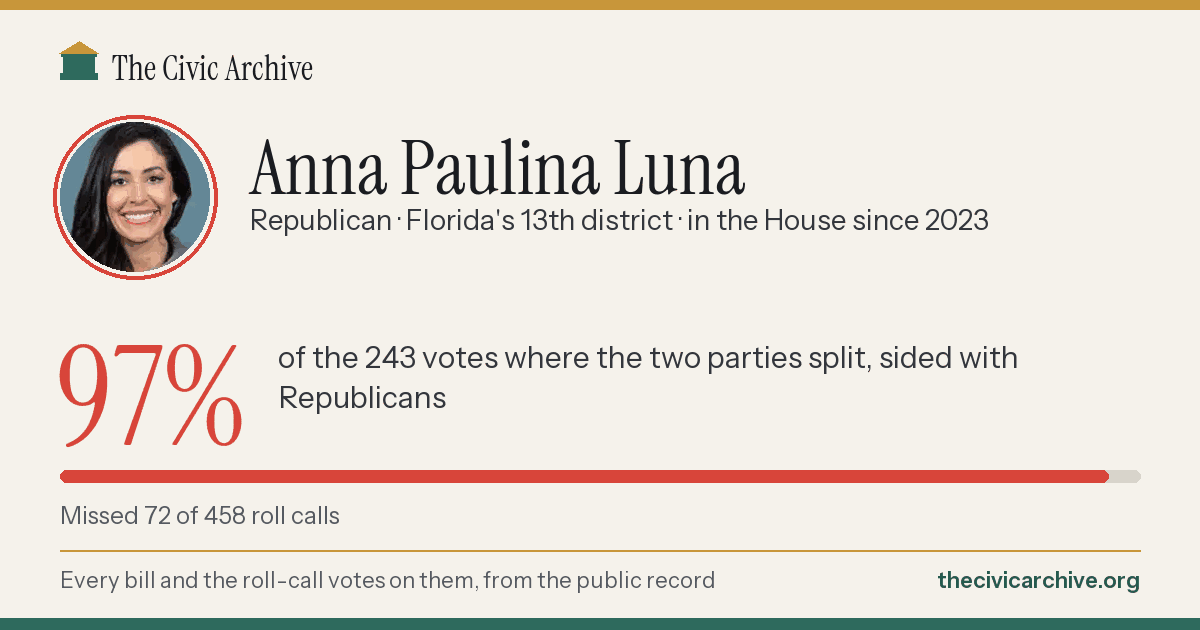 The Civic Archive
Anna Paulina Luna
Republican · Florida's 13th district · in the House since 2023
97%
of the 243 votes where the two parties split, sided with
Republicans
Missed 72 of 458 roll calls
Every bill and the roll-call votes on them, from the public record
thecivicarchive.org